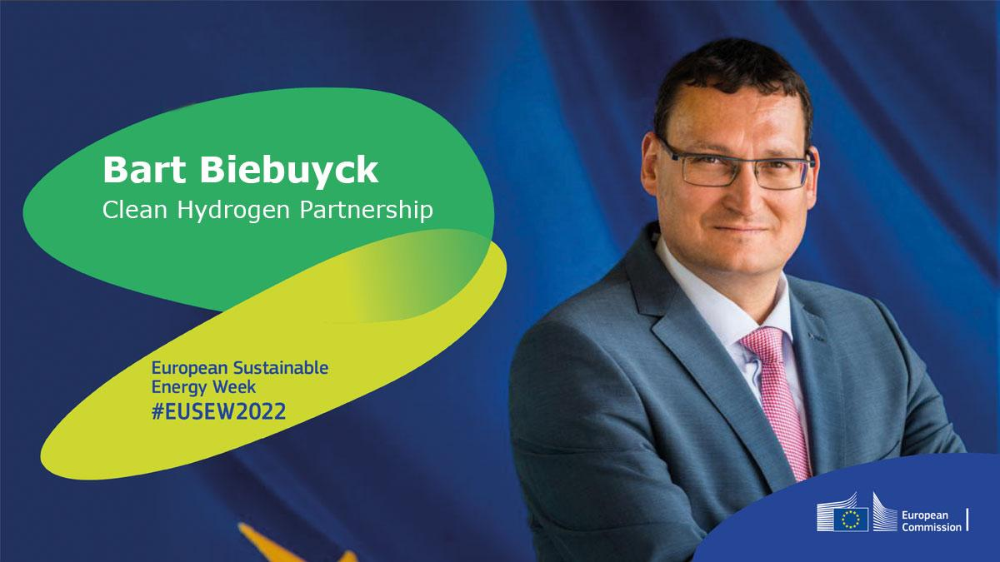 Bart Biebuyck
Clean Hydrogen Partnership
European Sustainable
Energy Week
#EUSEW2022
European
Commission